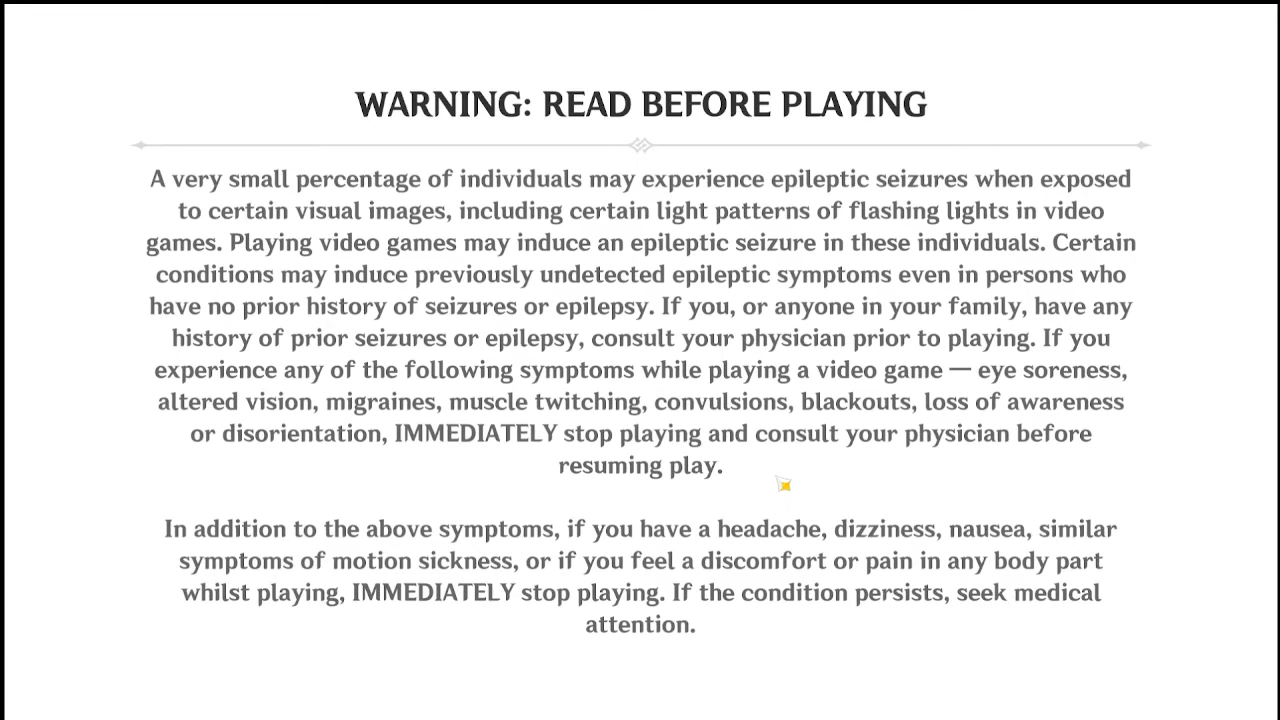 WARNING: READ BEFORE PLAYING
A very small percentage of individuals may experience epileptic seizures when exposed
to certain visual images, including certain light patterns of flashing lights in video
games. Playing video games may induce an epileptic seizure in these individuals. Certain
conditions may induce previously undetected epileptic symptoms even in persons who
have no prior history of seizures or epilepsy. If you, or anyone in your family, have any
history of prior seizures or epilepsy, consult your physician prior to playing. If you
experience any of the following symptoms while playing a video game — eye soreness,
altered vision, migraines, muscle twitching, convulsions, blackouts, loss of awareness
or disorientation, IMMEDIATELY stop playing and consult your physician before
resuming play.
In addition to the above symptoms, if you have a headache, dizziness, nausea, similar
symptoms of motion sickness, or if you feel a discomfort or pain in any body part
whilst playing, IMMEDIATELY stop playing. If the condition persists, seek medical
attention.